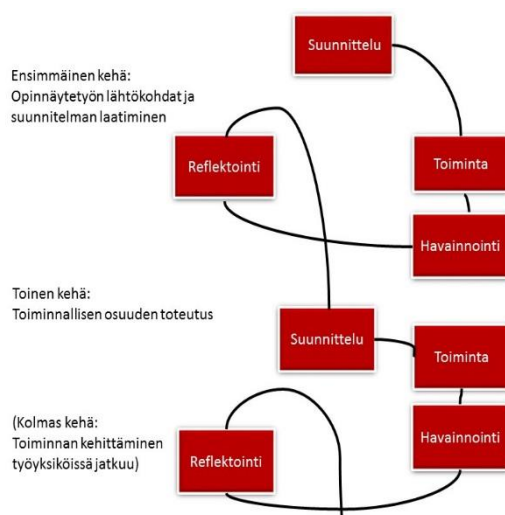 Suunnittelu
Ensimmäinen kehä:
Opinnäytetyön lähtökohdat ja
suunnitelman laatiminen
Reflektointi
Toiminta
Havainnointi
Toinen kehä:
Toiminnallisen osuuden toteutus
Suunnittelu
Toiminta
(Kolmas kehä:
Toiminnan kehittäminen
työyksiköissä jatkuu)
Reflektointi
Havainnointi